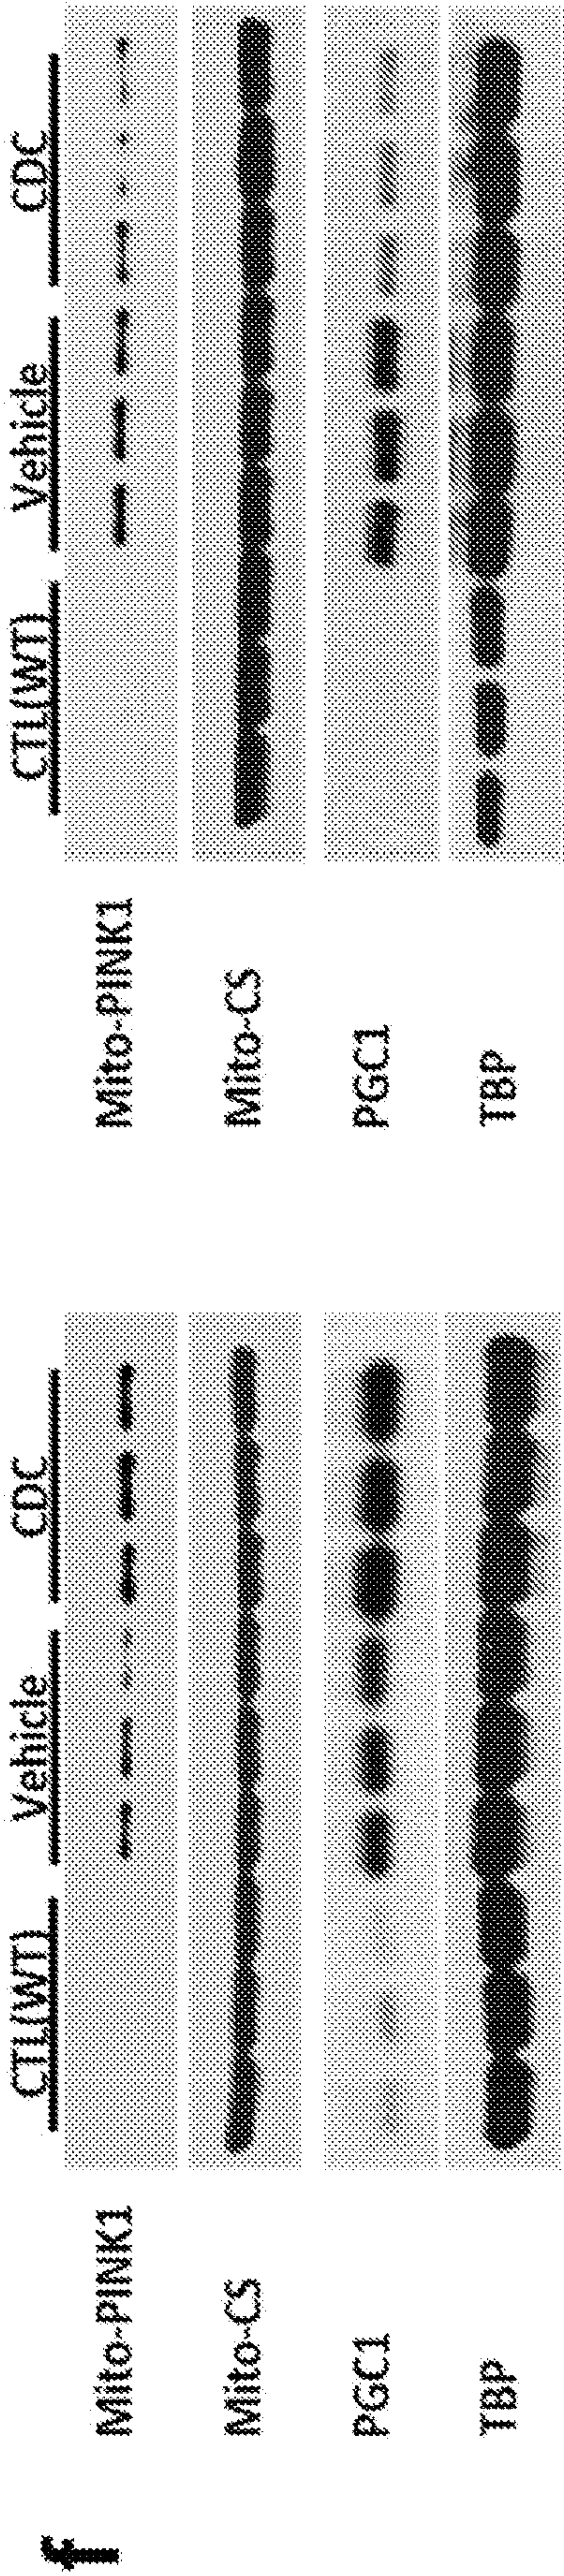 f
CTL(WT) Vehicle CDC
Mito-PINK1
Mito-CS
PGC1
TBP
CTL(WT) Vehicle CDC
Mito-PINK1
Mito-CS
PGC1
TBP